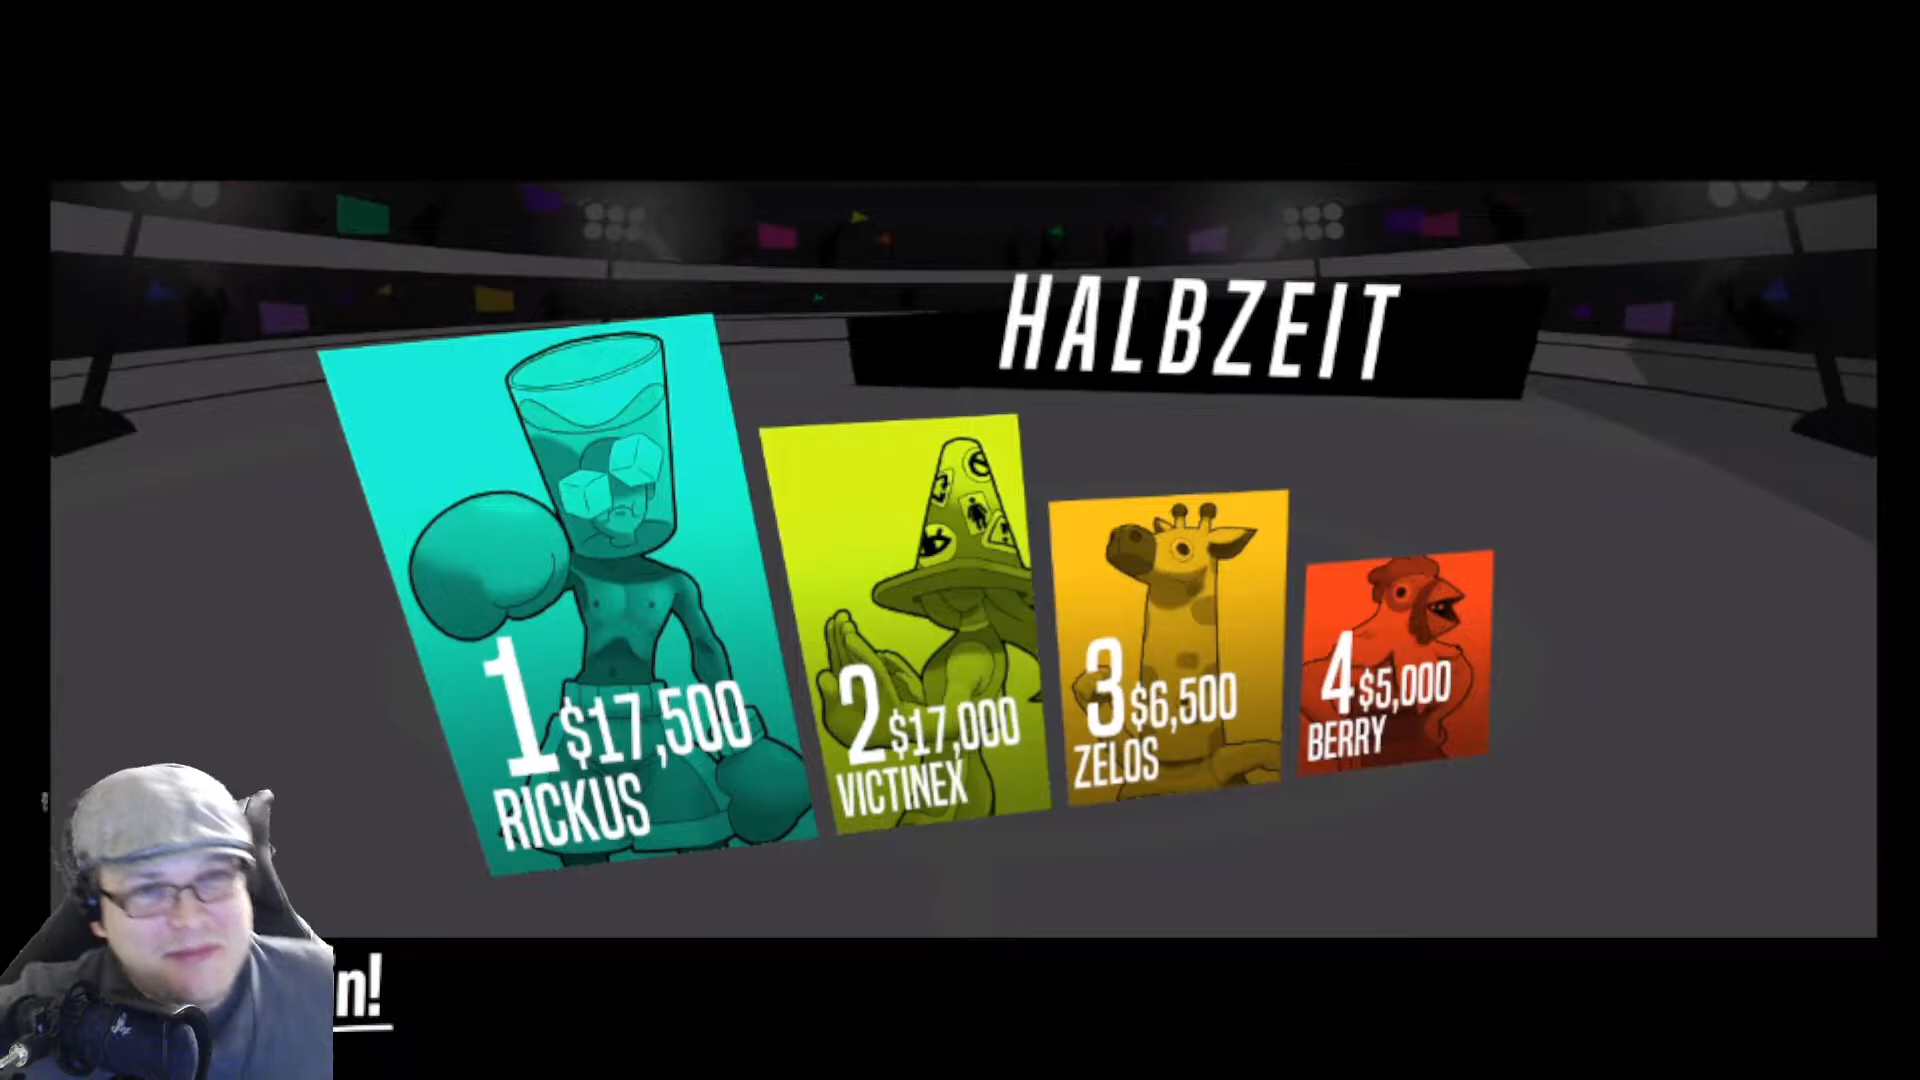 HALBZEIT
1 $17,500
RICKUS
2 $17,000
VICTINEX
3 $6,500
ZELOS
4 $5,000
BERRY
n!